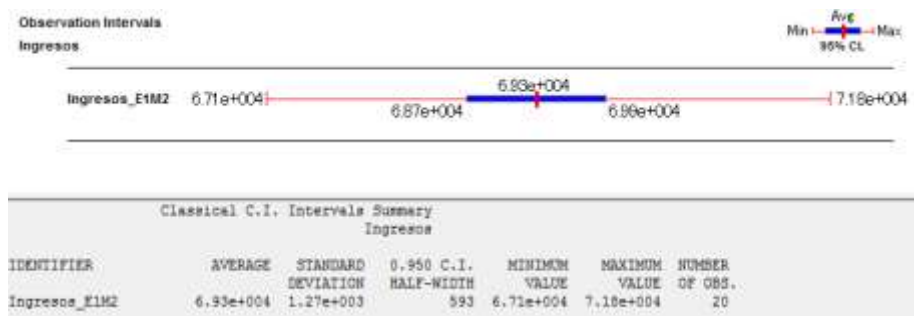 Observation Intervals
Ingresos
Avg
Min Max
95% CL
6.93e+004
Ingresos_E1M2 6.71e+004 7.18e+004
6.87e+004 6.99e+004
Classical C.I. Intervals Summary
Ingresos
IDENTIFIER AVERAGE STANDARD 0.950 C.I. MINIMUM MAXIMUM NUMBER
DEVIATION HALF-WIDTH VALUE VALUE OF OBS.
Ingresos_E1M2 6.93e+004 1.27e+003 593 6.71e+004 7.18e+004 20